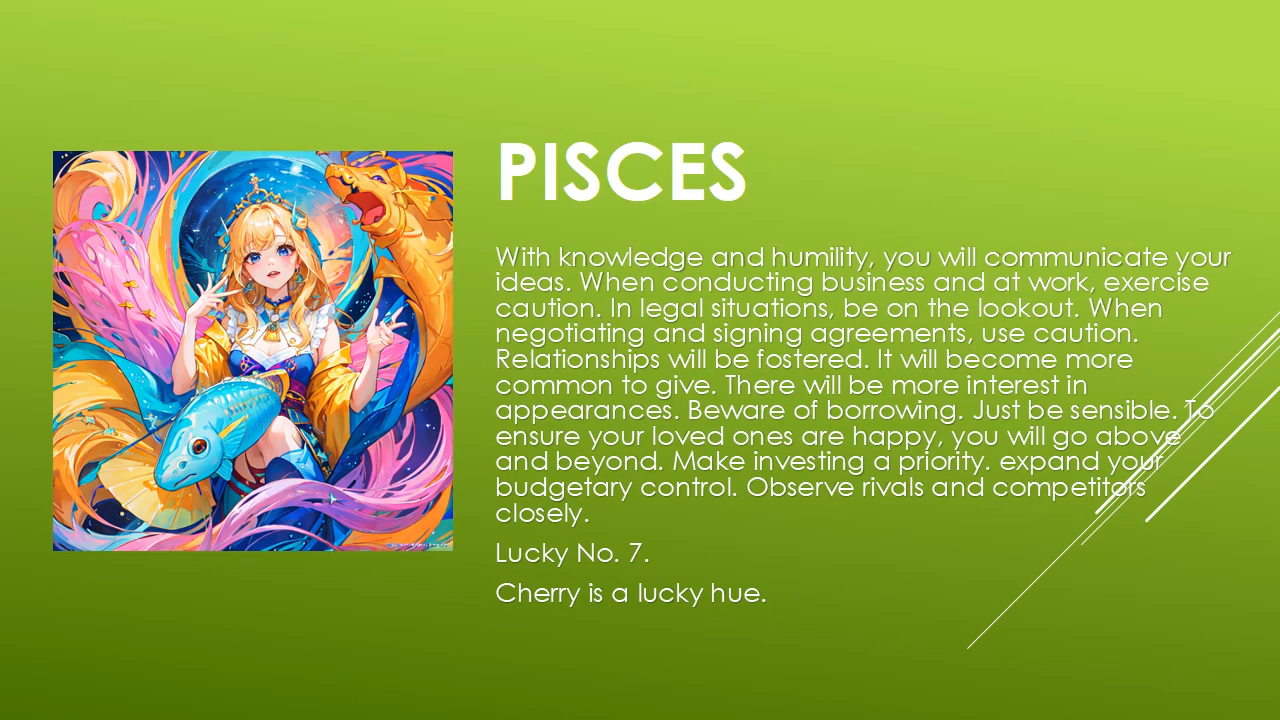 PISCES
With knowledge and humility, you will communicate your
ideas. When conducting business and at work, exercise
caution. In legal situations, be on the lookout. When
negotiating and signing agreements, use caution.
Relationships will be fostered. It will become more
common to give. There will be more interest in
appearances. Beware of borrowing. Just be sensible. To
ensure your loved ones are happy, you will go above
and beyond. Make investing a priority. expand your
budgetary control. Observe rivals and competitors
closely.
Lucky No. 7.
Cherry is a lucky hue.